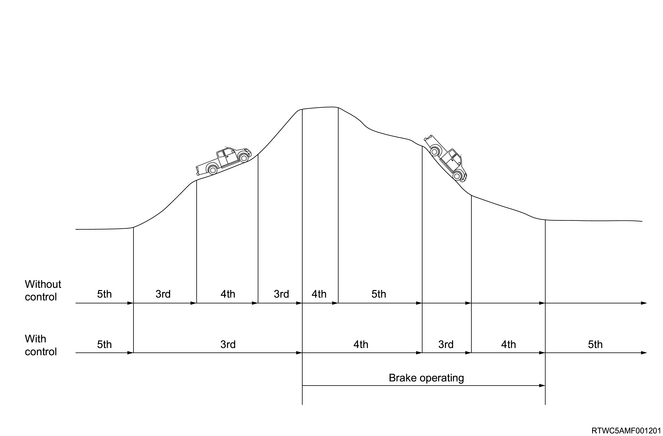 Without
control
5th 3rd 4th 3rd 4th 5th
With
control
5th 3rd 4th 3rd 4th 5th
Brake operating
RTWC5AMF001201